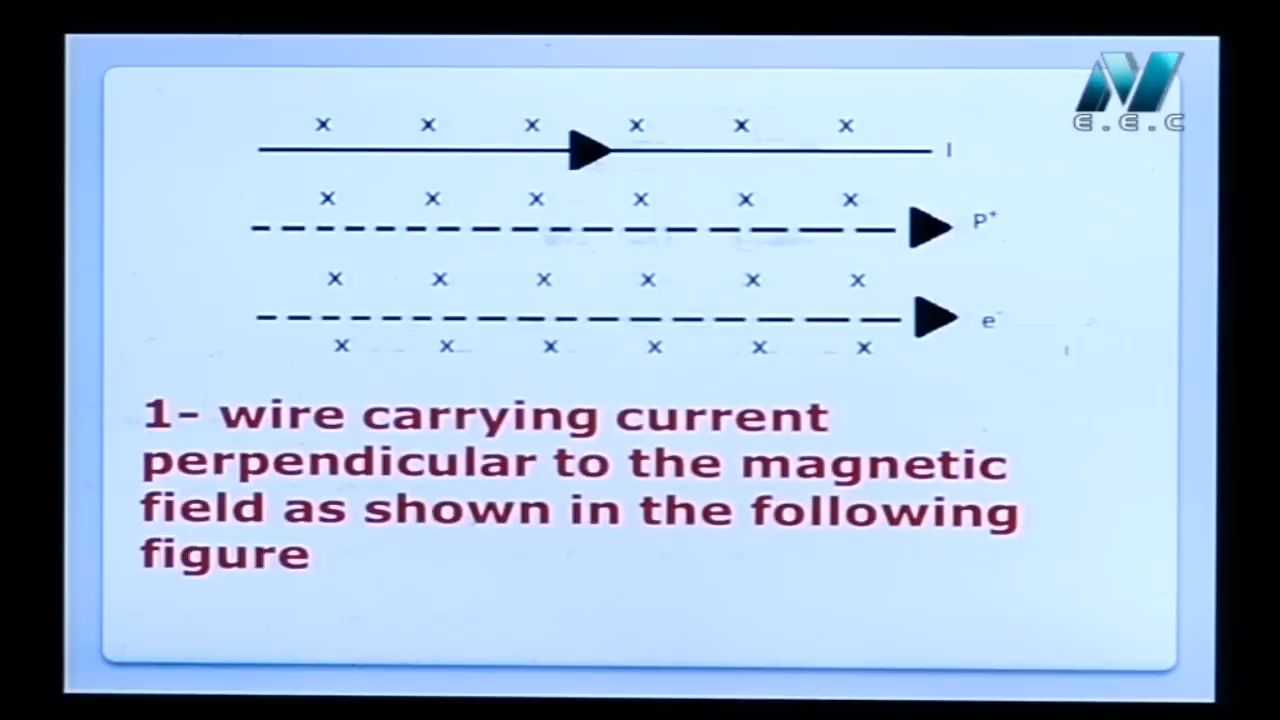 E.E.C
x x x x x x
I
x x x x x x
P⁺
x x x x x x
e⁻
x x x x x x
1- wire carrying current
perpendicular to the magnetic
field as shown in the following
figure